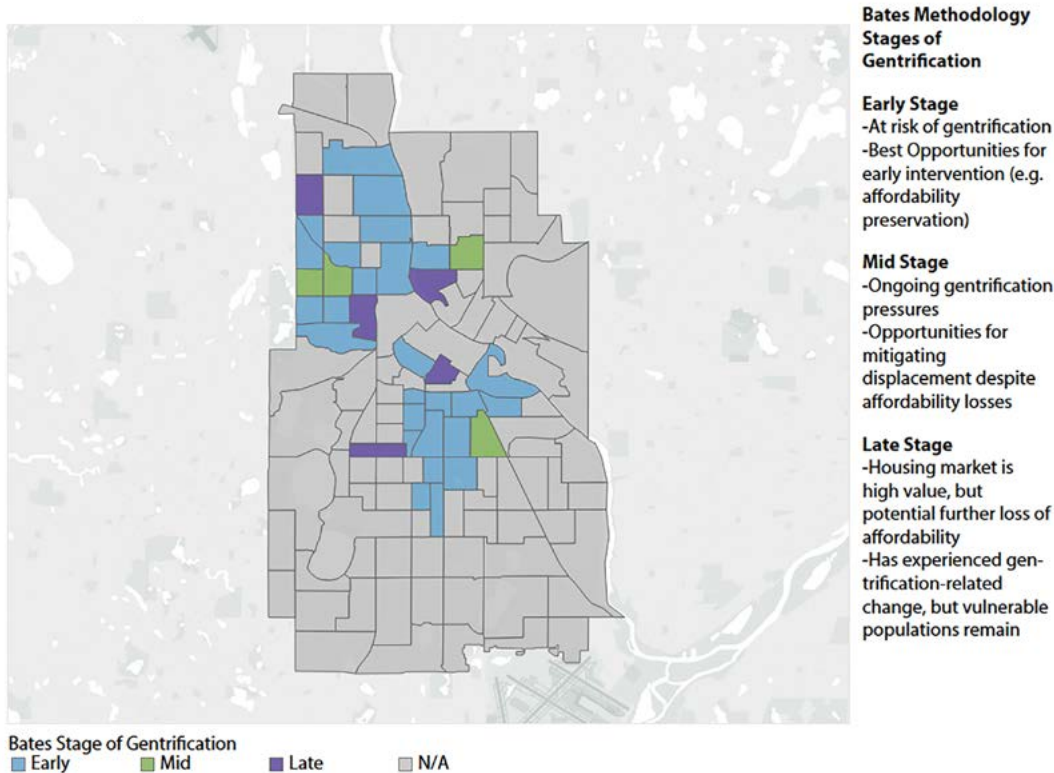 Bates Methodology
Stages of
Gentrification
Early Stage
-At risk of gentrification
-Best Opportunities for
early intervention (e.g.
affordability
preservation)
Mid Stage
-Ongoing gentrification
pressures
-Opportunities for
mitigating
displacement despite
affordability losses
Late Stage
-Housing market is
high value, but
potential further loss of
affordability
-Has experienced gen-
trification-related
change, but vulnerable
populations remain
Bates Stage of Gentrification
Early Mid Late N/A